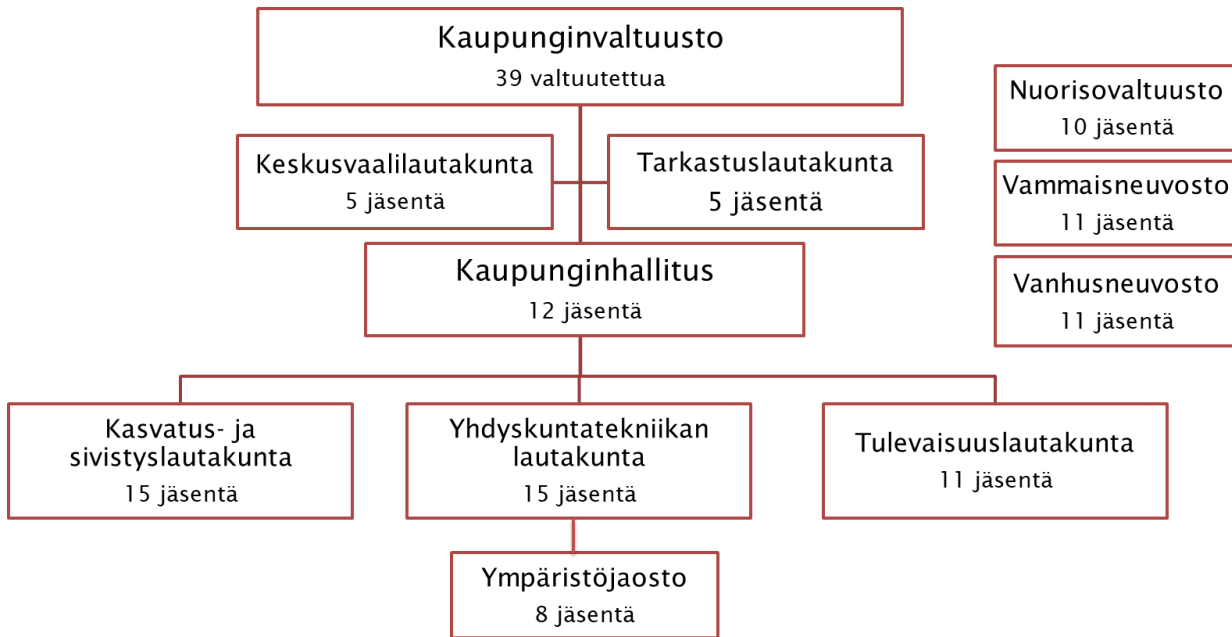 Kaupunginvaltuusto
39 valtuutettua
Keskusvaalilautakunta
5 jäsentä
Tarkastuslautakunta
5 jäsentä
Kaupunginhallitus
12 jäsentä
Kasvatus- ja
sivistyslautakunta
15 jäsentä
Yhdyskuntatekniikan
lautakunta
15 jäsentä
Tulevaisuuslautakunta
11 jäsentä
Ympäristöjaosto
8 jäsentä
Nuorisovaltuusto
10 jäsentä
Vammaisneuvosto
11 jäsentä
Vanhusneuvosto
11 jäsentä